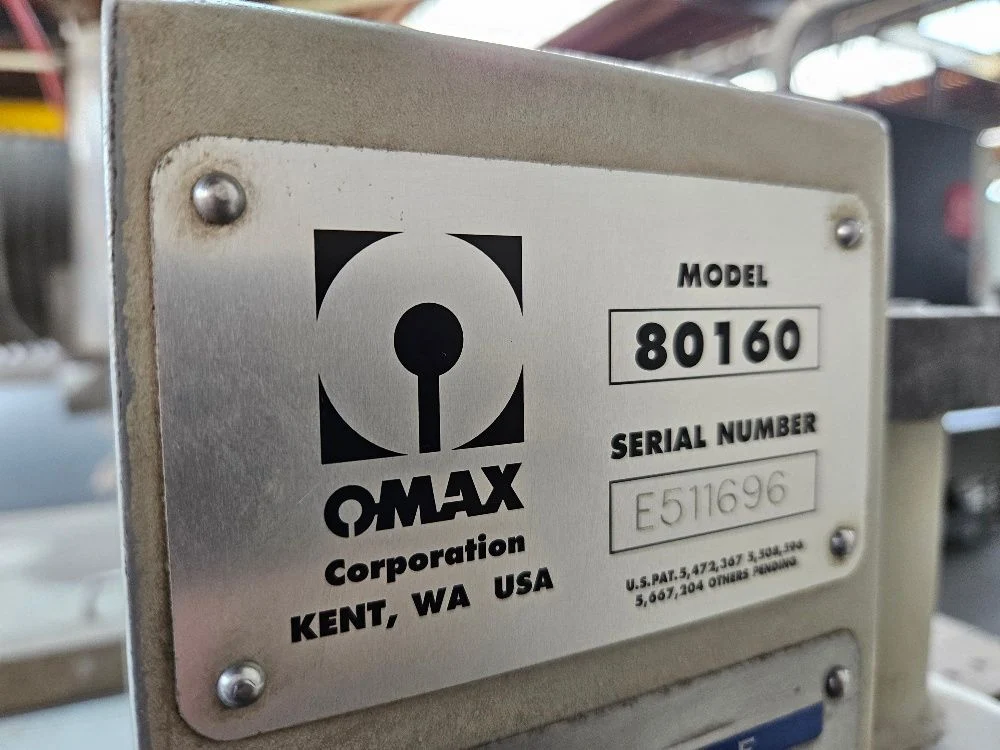 MODEL
80160
SERIAL NUMBER
E511696
U.S.PAT.5,472,367 5,508,596
5,667,204 OTHERS PENDING
OMAX
Corporation
KENT, WA USA